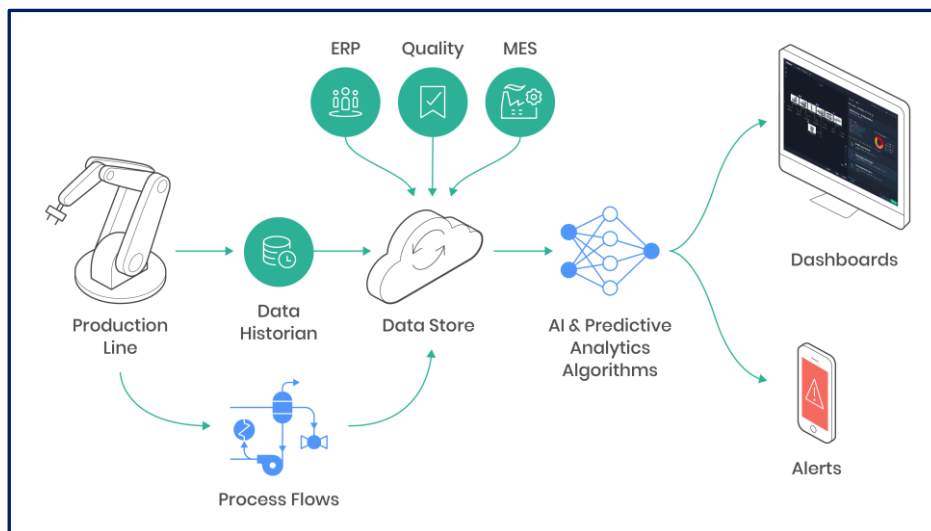 ERP
Quality
MES
Production
Line
Data
Historian
Data Store
AI & Predictive
Analytics
Algorithms
Dashboards
Process Flows
Alerts